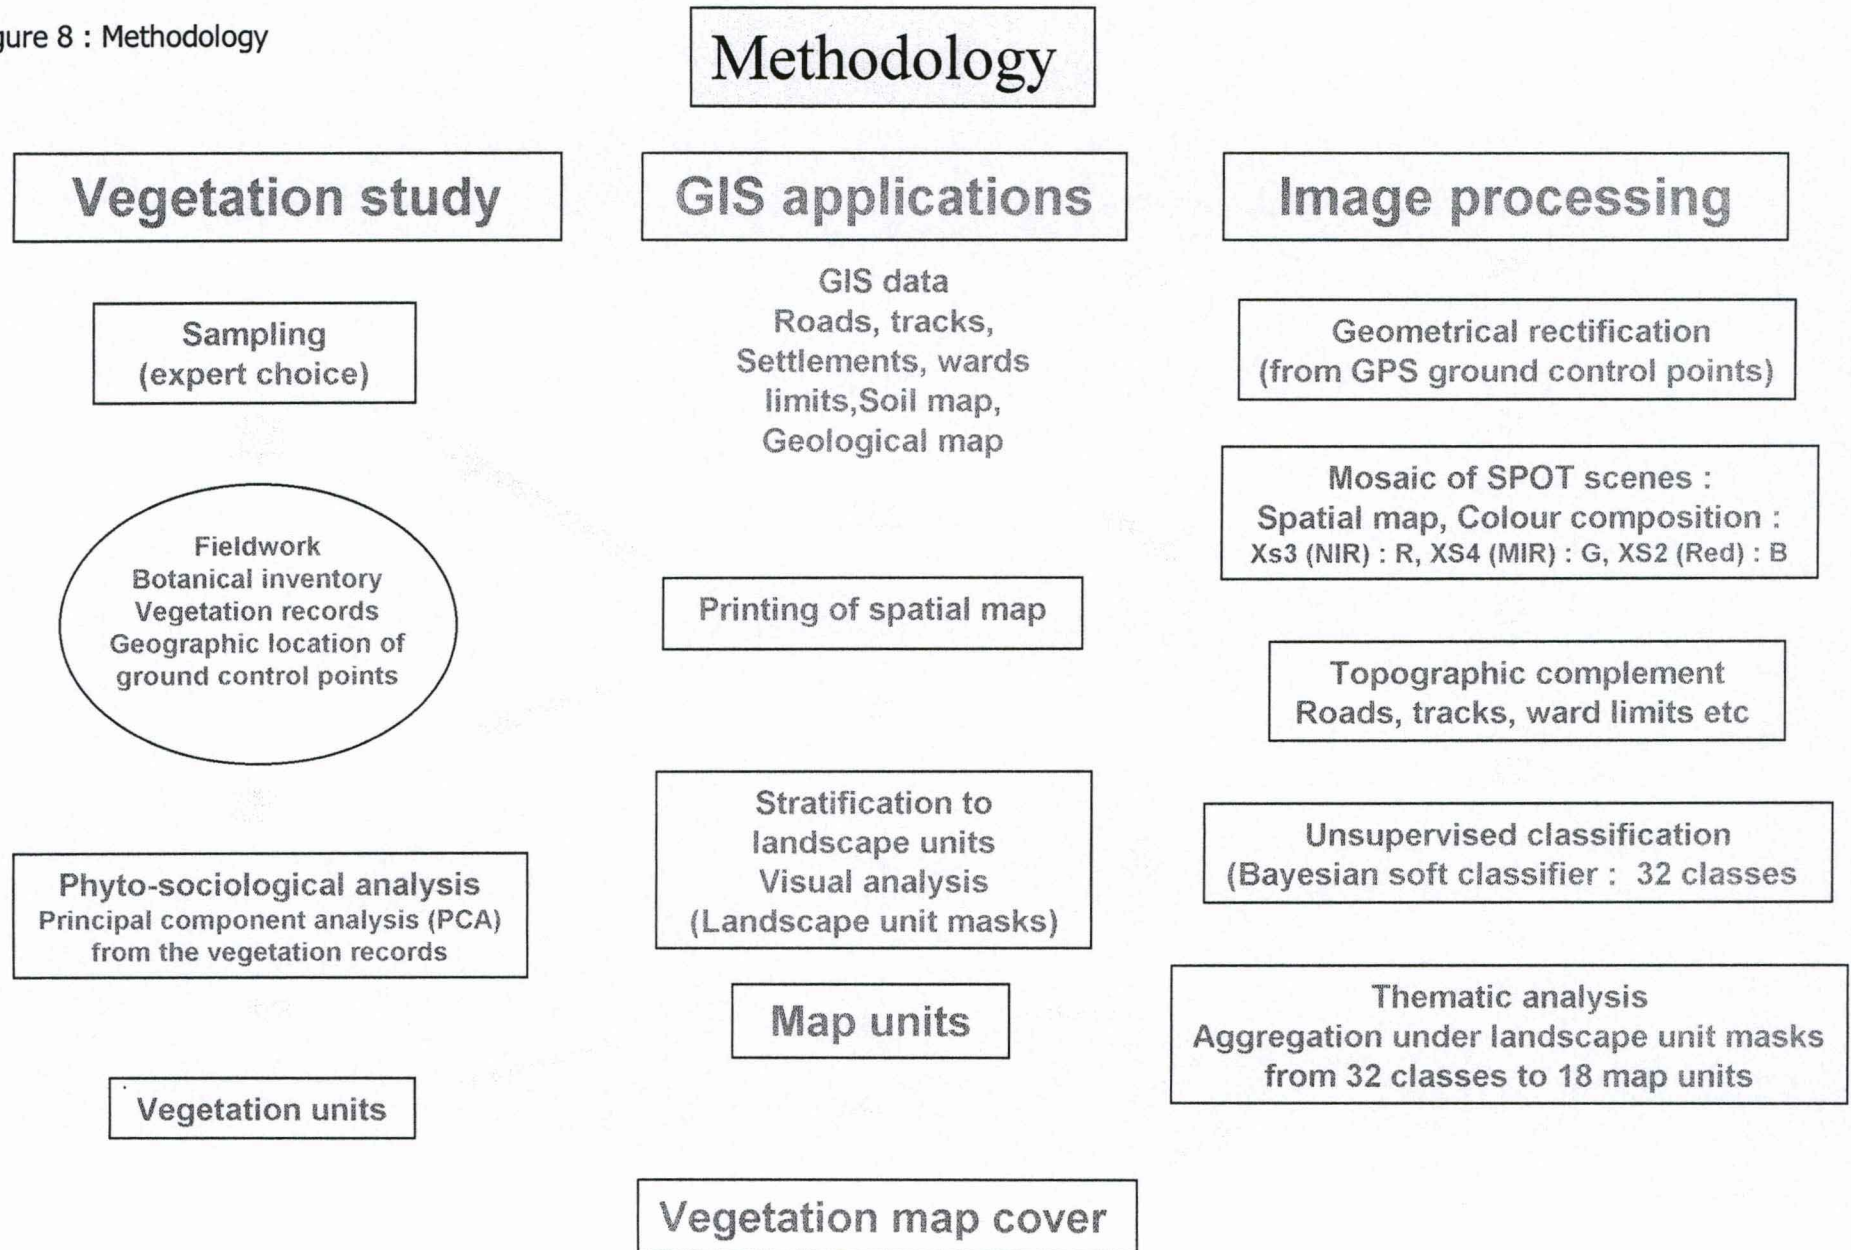 gure 8 : Methodology
Methodology
Vegetation study
Sampling
(expert choice)
Fieldwork
Botanical inventory
Vegetation records
Geographic location of
ground control points
Phyto-sociological analysis
Principal component analysis (PCA)
from the vegetation records
Vegetation units
GIS applications
GIS data
Roads, tracks,
Settlements, wards
limits,Soil map,
Geological map
Printing of spatial map
Stratification to
landscape units
Visual analysis
(Landscape unit masks)
Map units
Image processing
Geometrical rectification
(from GPS ground control points)
Mosaic of SPOT scenes :
Spatial map, Colour composition :
Xs3 (NIR) : R, XS4 (MIR) : G, XS2 (Red) : B
Topographic complement
Roads, tracks, ward limits etc
Unsupervised classification
(Bayesian soft classifier : 32 classes
Thematic analysis
Aggregation under landscape unit masks
from 32 classes to 18 map units
Vegetation map cover